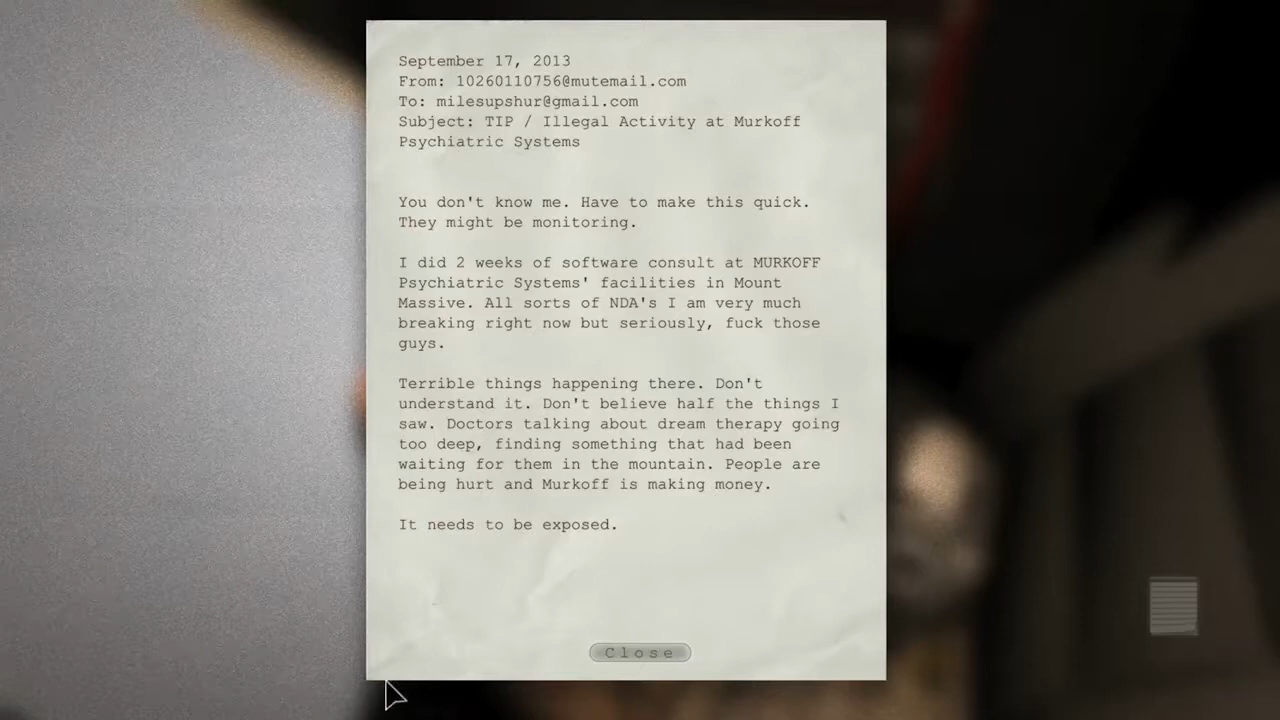 September 17, 2013
From: 10260110756@mutemail.com
To: milesupshur@gmail.com
Subject: TIP / Illegal Activity at Murkoff
Psychiatric Systems
You don't know me. Have to make this quick.
They might be monitoring.
I did 2 weeks of software consult at MURKOFF
Psychiatric Systems' facilities in Mount
Massive. All sorts of NDA's I am very much
breaking right now but seriously, fuck those
guys.
Terrible things happening there. Don't
understand it. Don't believe half the things I
saw. Doctors talking about dream therapy going
too deep, finding something that had been
waiting for them in the mountain. People are
being hurt and Murkoff is making money.
It needs to be exposed.
Close